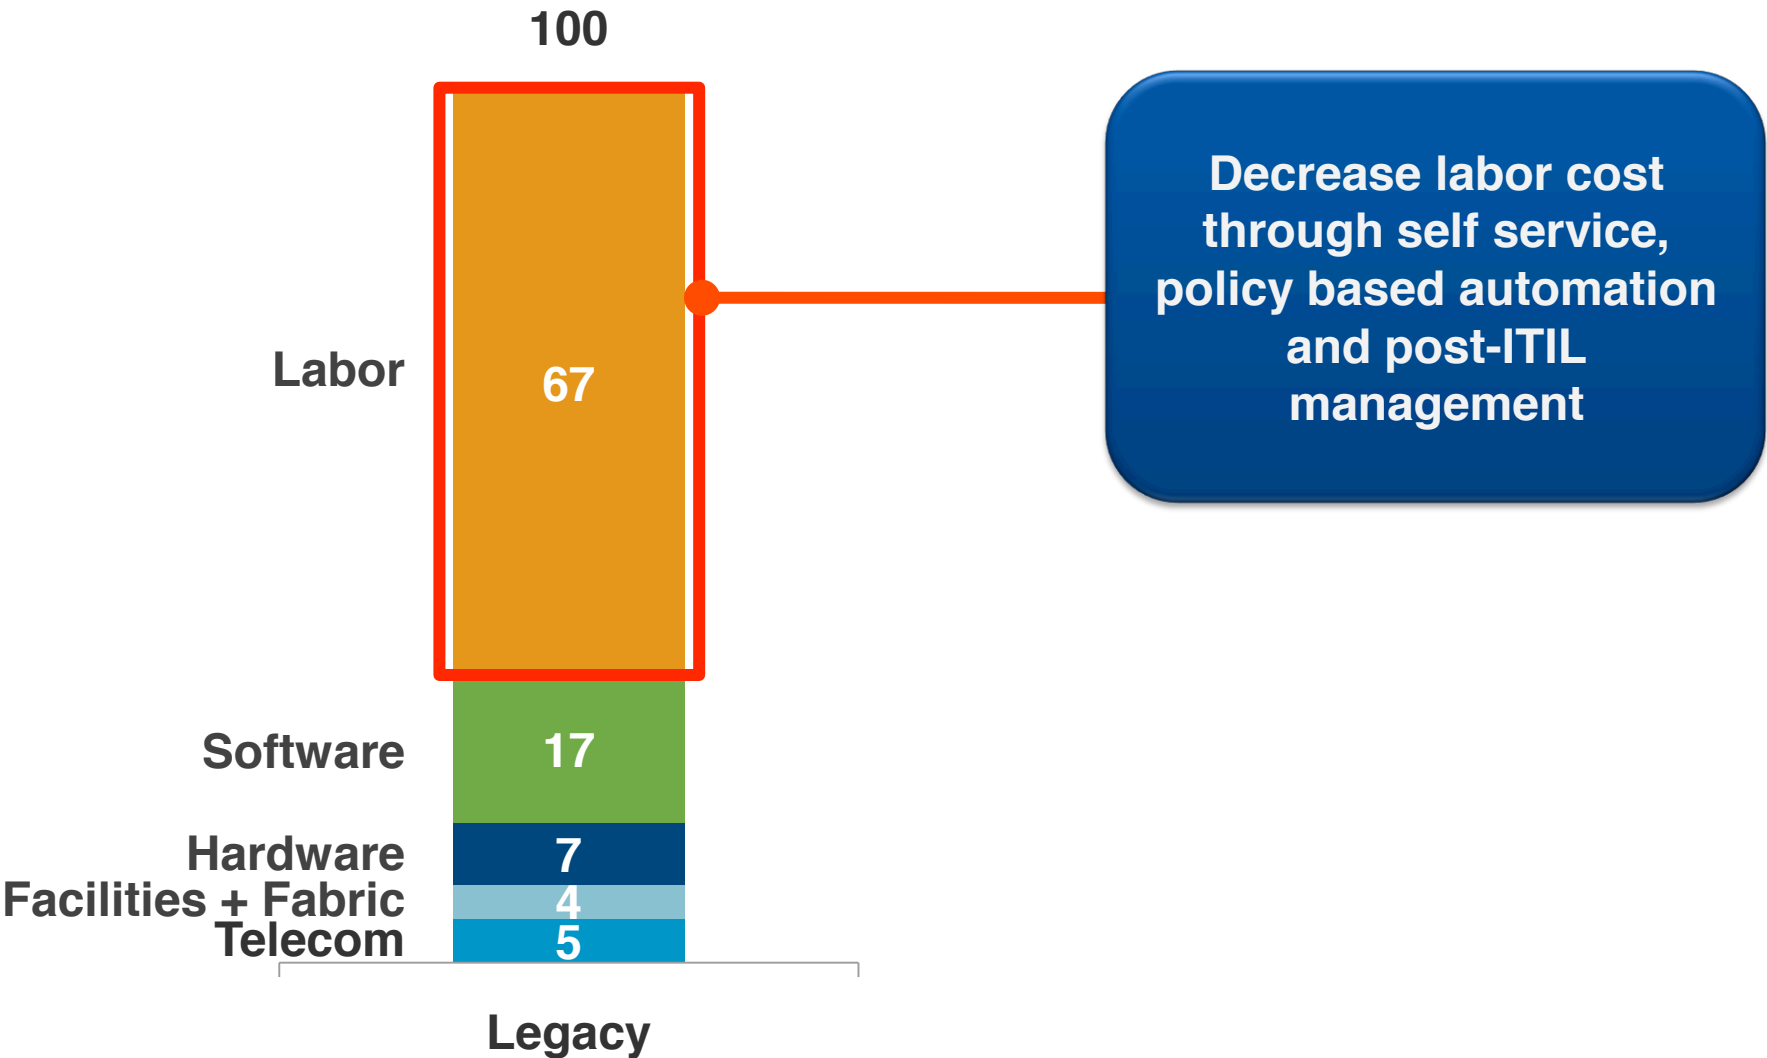 100
Decrease labor cost
through self service,
policy based automation
and post-ITIL
management
Labor
67
Software
17
Hardware
7
Facilities + Fabric
4
Telecom
5
Legacy